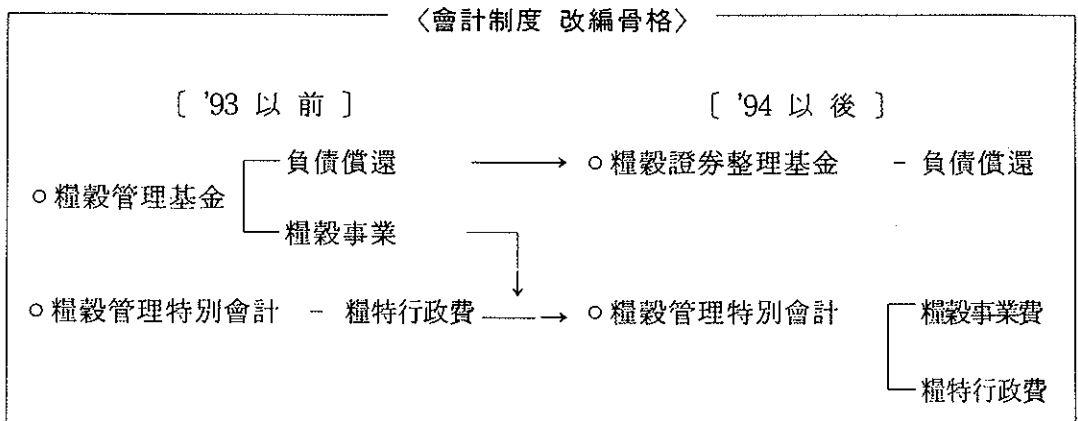 〈會計制度 改編骨格〉
[ '93 以 前 ] [ '94 以 後 ]
負債償還 → ○ 糧穀證券整理基金 - 負債償還
○ 糧穀管理基金
糧穀事業
○ 糧穀管理特別會計 - 糧特行政費 → ○ 糧穀管理特別會計 糧穀事業費
糧特行政費